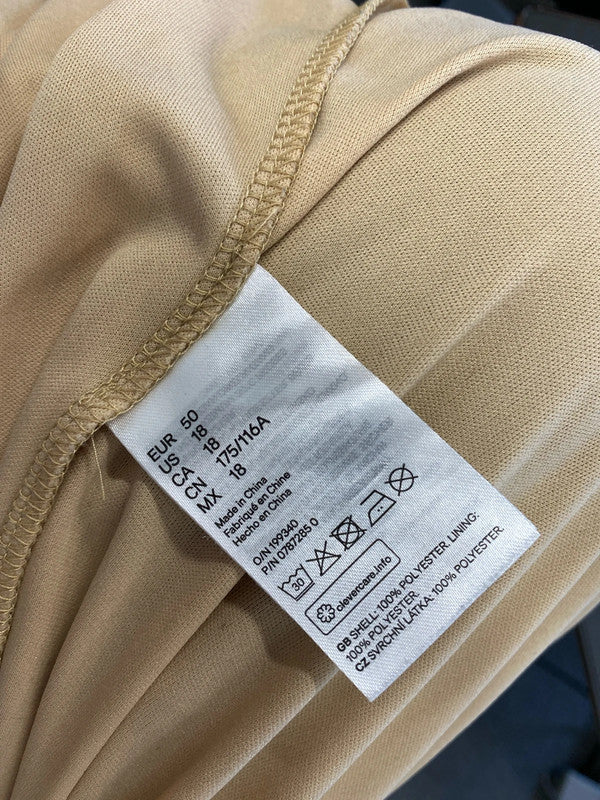 EUR 50
US 18
CA 18
CN 175/116A
MX 18
Made in China
Fabriqué en Chine
Hecho en China
O/N 199340
P/N 0787285 0
30
clevercare.info
GB SHELL: 100% POLYESTER. LINING:
100% POLYESTER.
CZ SVRCHNÍ LÁTKA: 100% POLYESTER.